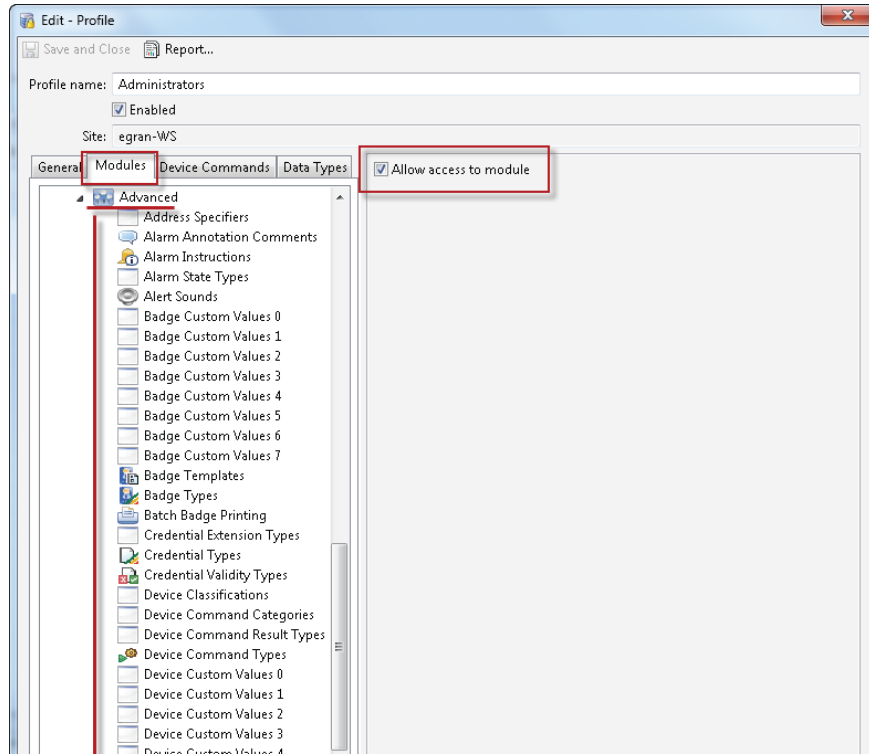 Edit - Profile
Save and Close Report...
Profile name: Administrators
Enabled
Site: egran-WS
General Modules Device Commands Data Types
Allow access to module
Advanced
Address Specifiers
Alarm Annotation Comments
Alarm Instructions
Alarm State Types
Alert Sounds
Badge Custom Values 0
Badge Custom Values 1
Badge Custom Values 2
Badge Custom Values 3
Badge Custom Values 4
Badge Custom Values 5
Badge Custom Values 6
Badge Custom Values 7
Badge Templates
Badge Types
Batch Badge Printing
Credential Extension Types
Credential Types
Credential Validity Types
Device Classifications
Device Command Categories
Device Command Result Types
Device Command Types
Device Custom Values 0
Device Custom Values 1
Device Custom Values 2
Device Custom Values 3
Device Custom Values 4